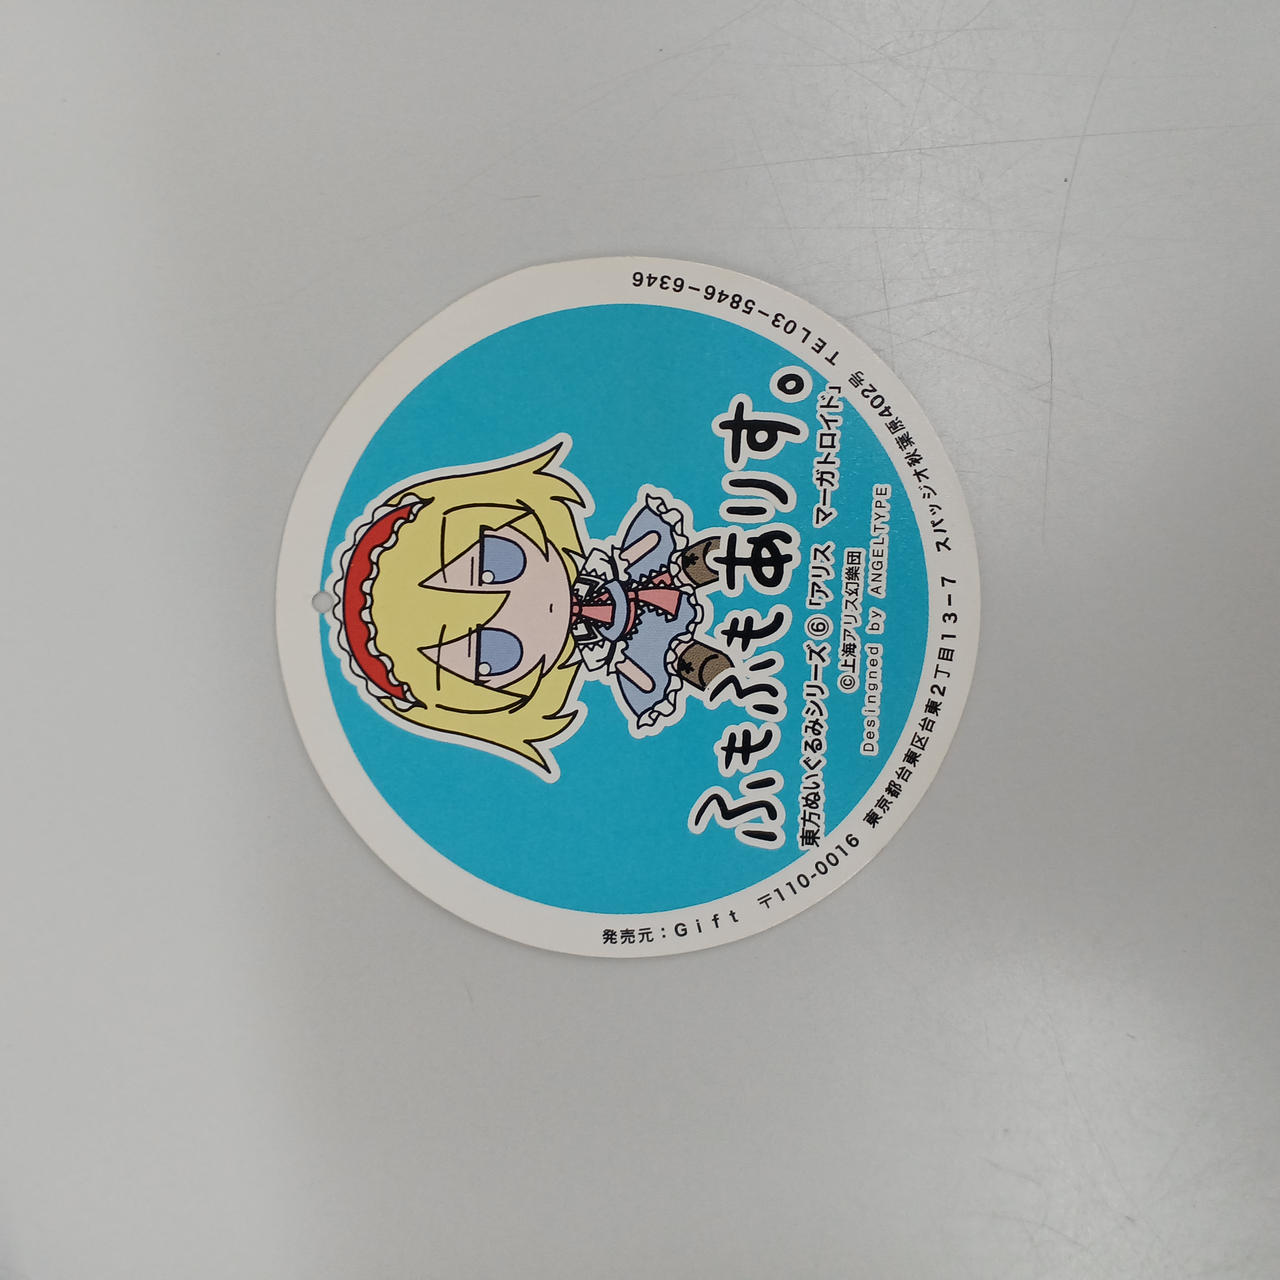 ふもふもありす。
東方ぬいぐるみシリーズ⑥「アリス　マーガトロイド」
©上海アリス幻樂団
Desingned by ANGELTYPE
発売元：Gift　〒110-0016　東京都台東区台東2丁目13−7　スパッジオ秋葉原402号　TEL03−5846−6346